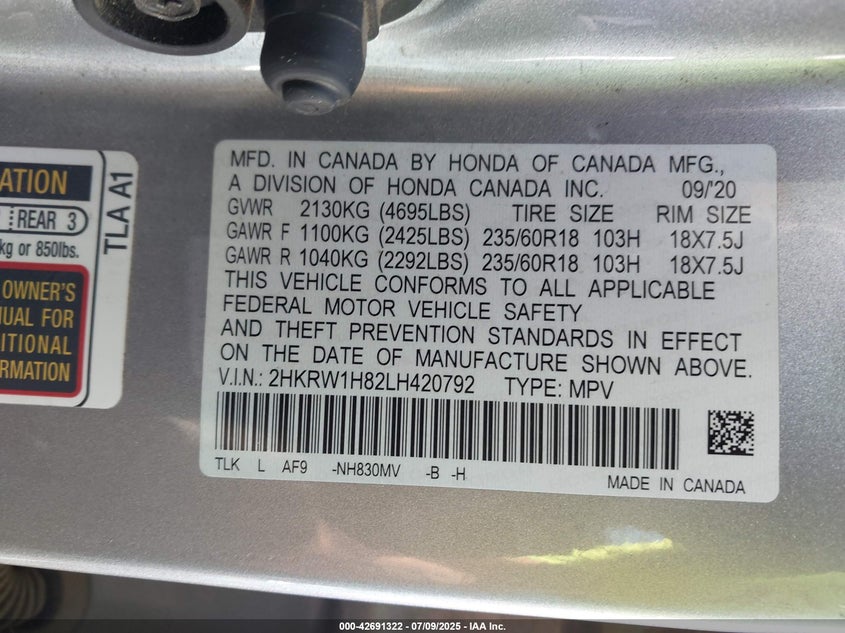 ATION
REAR 3
kg or 850lbs.
OWNER'S
UAL FOR
ITIONAL
RMATION
TLA A1
MFD. IN CANADA BY HONDA OF CANADA MFG.,
A DIVISION OF HONDA CANADA INC. 09/'20
GVWR 2130KG (4695LBS) TIRE SIZE RIM SIZE
GAWR F 1100KG (2425LBS) 235/60R18 103H 18X7.5J
GAWR R 1040KG (2292LBS) 235/60R18 103H 18X7.5J
THIS VEHICLE CONFORMS TO ALL APPLICABLE
FEDERAL MOTOR VEHICLE SAFETY
AND THEFT PREVENTION STANDARDS IN EFFECT
ON THE DATE OF MANUFACTURE SHOWN ABOVE.
V.I.N.: 2HKRW1H82LH420792 TYPE: MPV
TLK L AF9 -NH830MV -B -H
MADE IN CANADA
000-42691322 - 07/09/2025 - IAA Inc.